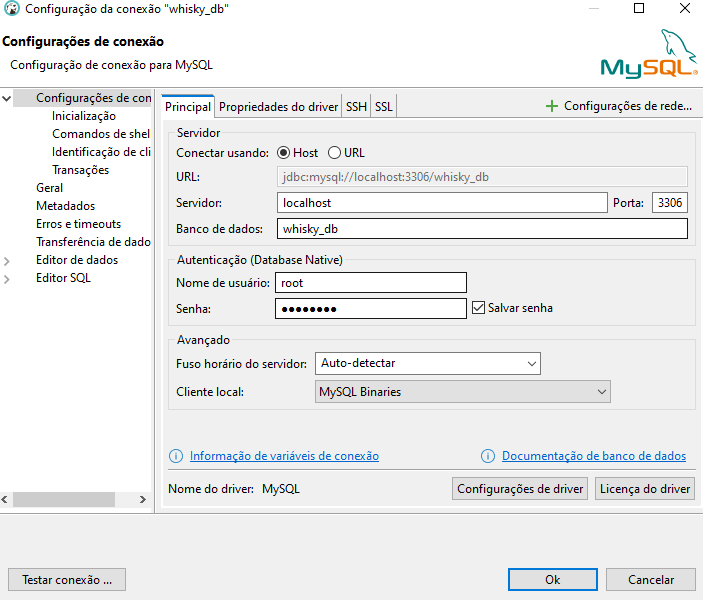 Configuração da conexão "whisky_db"
Configurações de conexão
Configuração de conexão para MySQL
MySQL®
Configurações de con
Inicialização
Comandos de shel
Identificação de cli
Transações
Geral
Metadados
Erros e timeouts
Transferência de dado
Editor de dados
Editor SQL
Principal Propriedades do driver SSH SSL Configurações de rede...
Servidor
Conectar usando: Host URL
URL: jdbc:mysql://localhost:3306/whisky_db
Servidor: localhost Porta: 3306
Banco de dados: whisky_db
Autenticação (Database Native)
Nome de usuário: root
Senha: ●●●●●●●● Salvar senha
Avançado
Fuso horário do servidor: Auto-detectar
Cliente local: MySQL Binaries
Informação de variáveis de conexão Documentação de banco de dados
Nome do driver: MySQL Configurações de driver Licença do driver
Testar conexão ... Ok Cancelar